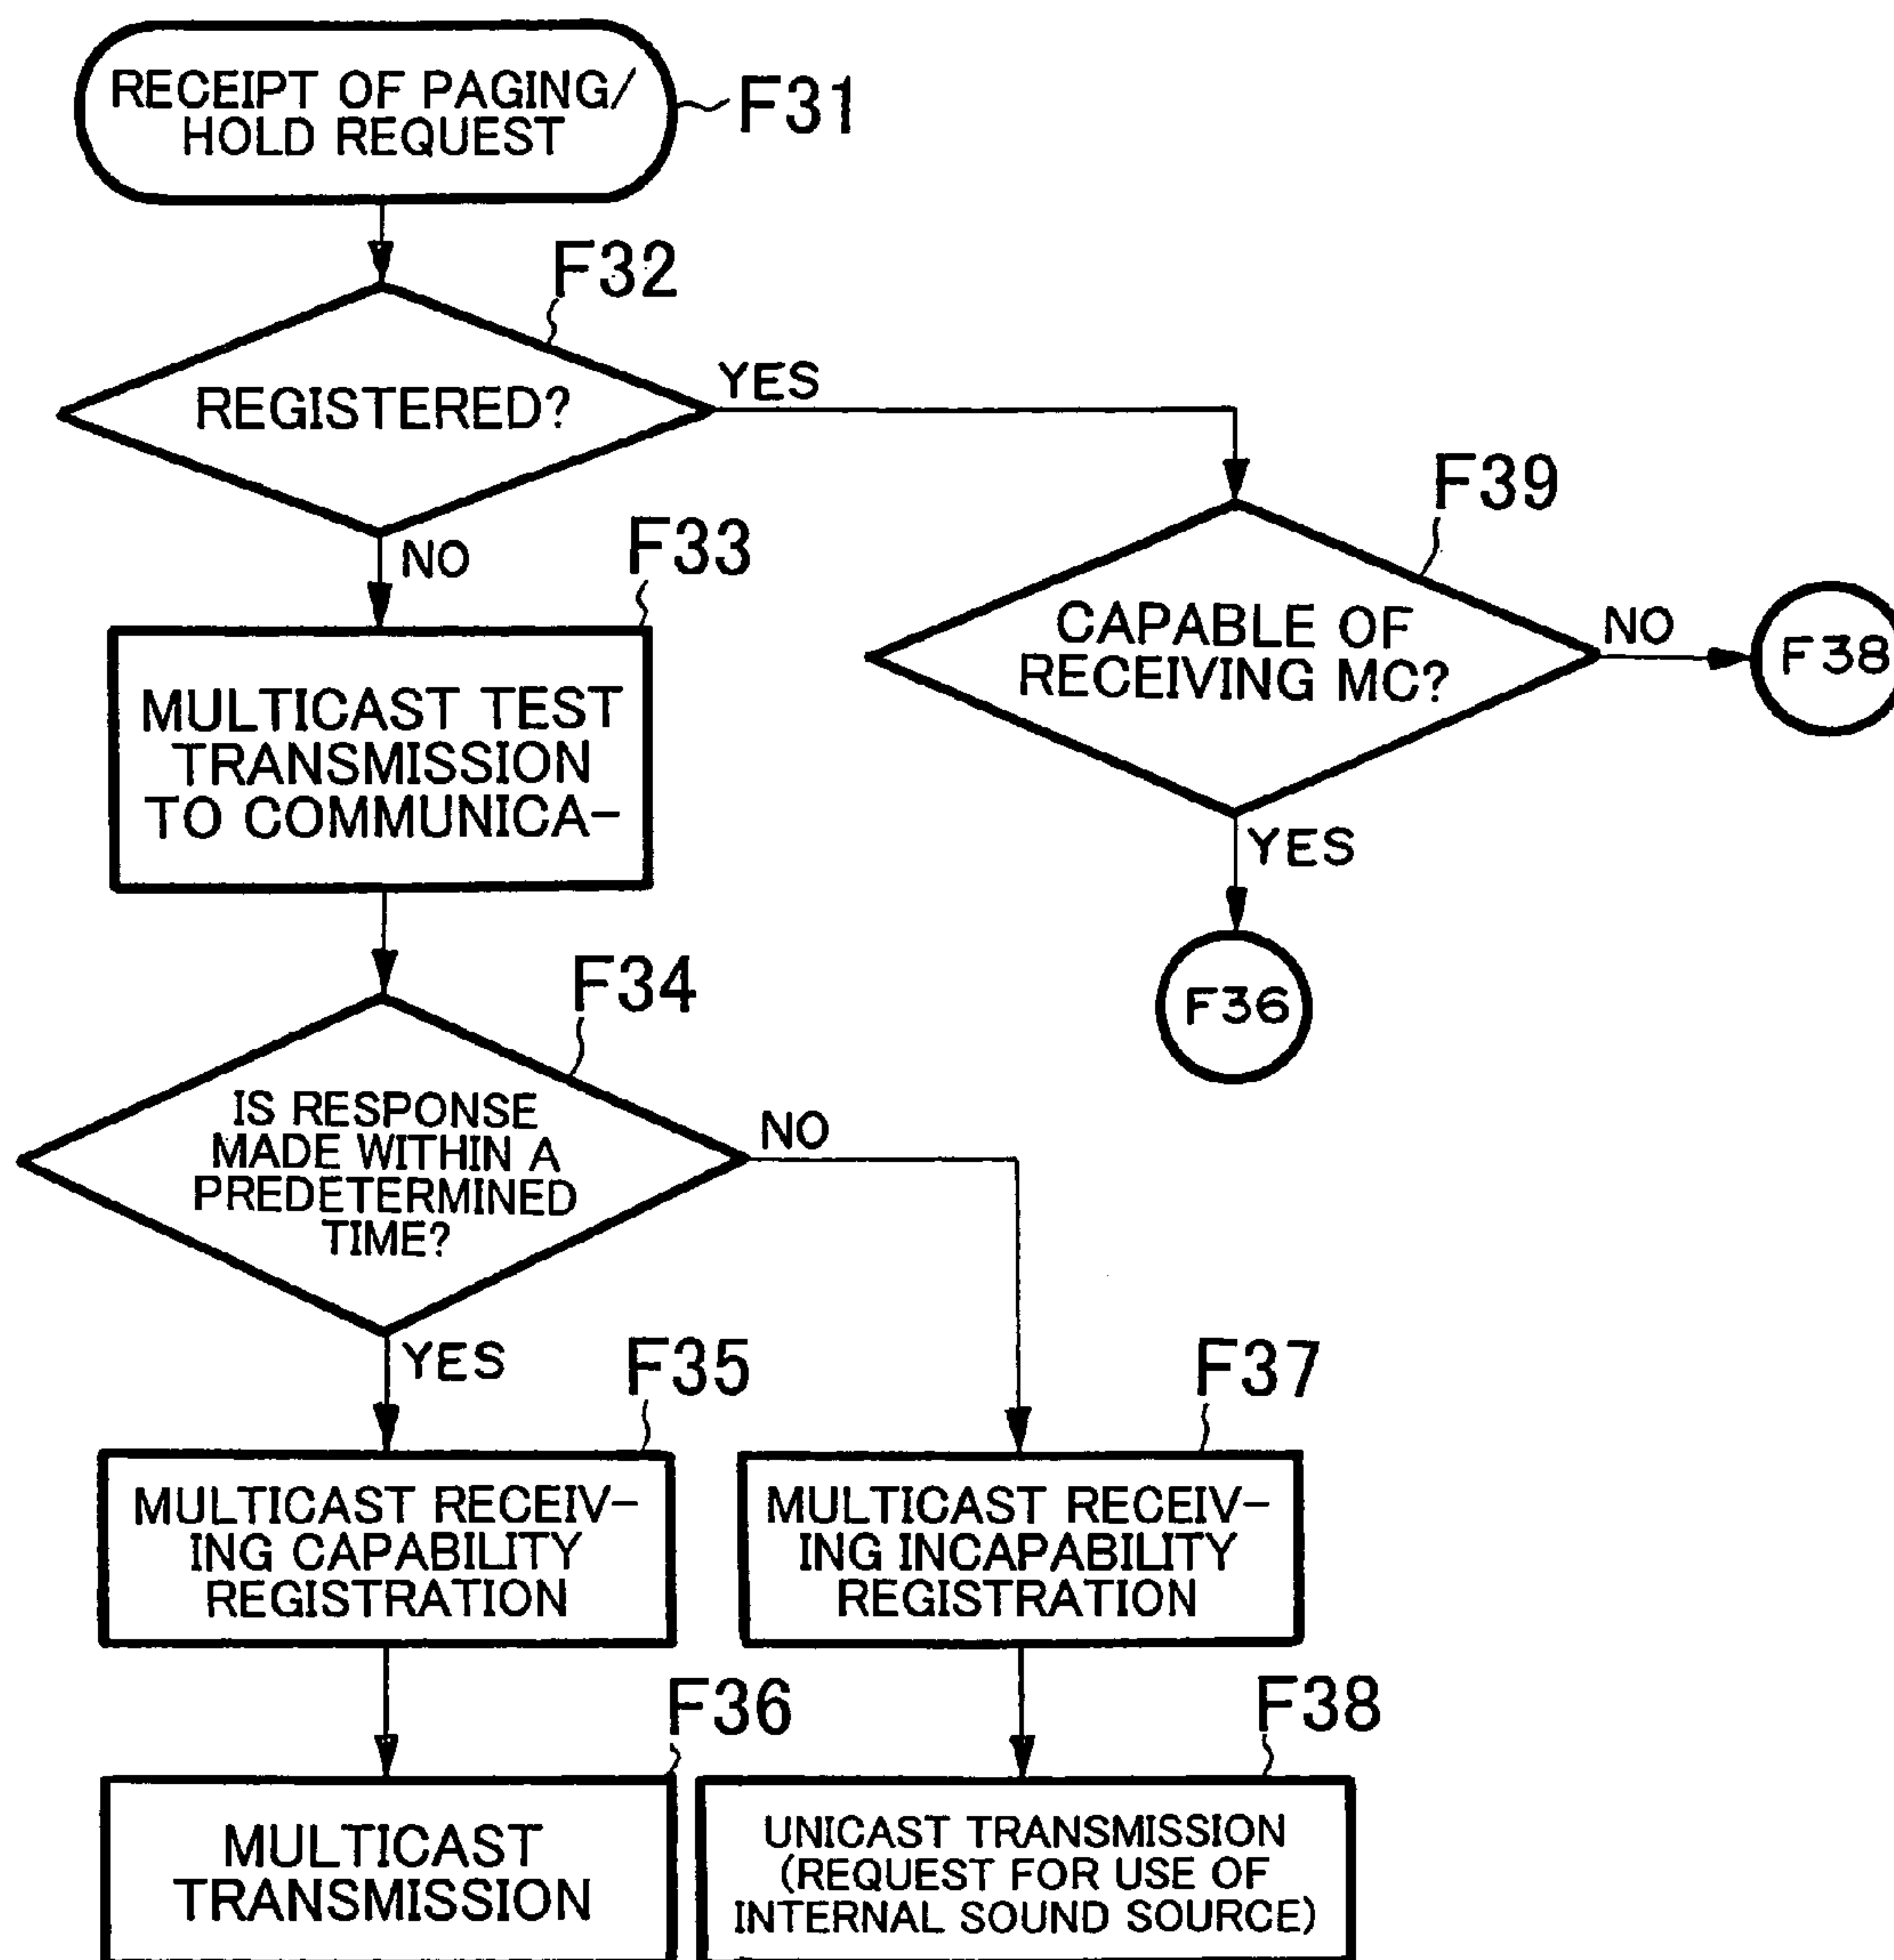 RECEIPT OF PAGING/
HOLD REQUEST
F31
F32
REGISTERED?
YES
NO
F39
CAPABLE OF
RECEIVING MC?
NO
F38
YES
F36
F33
MULTICAST TEST
TRANSMISSION
TO COMMUNICA-
F34
IS RESPONSE
MADE WITHIN A
PREDETERMINED
TIME?
NO
YES
F35
MULTICAST RECEIV-
ING CAPABILITY
REGISTRATION
F37
MULTICAST RECEIV-
ING INCAPABILITY
REGISTRATION
F36
MULTICAST
TRANSMISSION
F38
UNICAST TRANSMISSION
(REQUEST FOR USE OF
INTERNAL SOUND SOURCE)